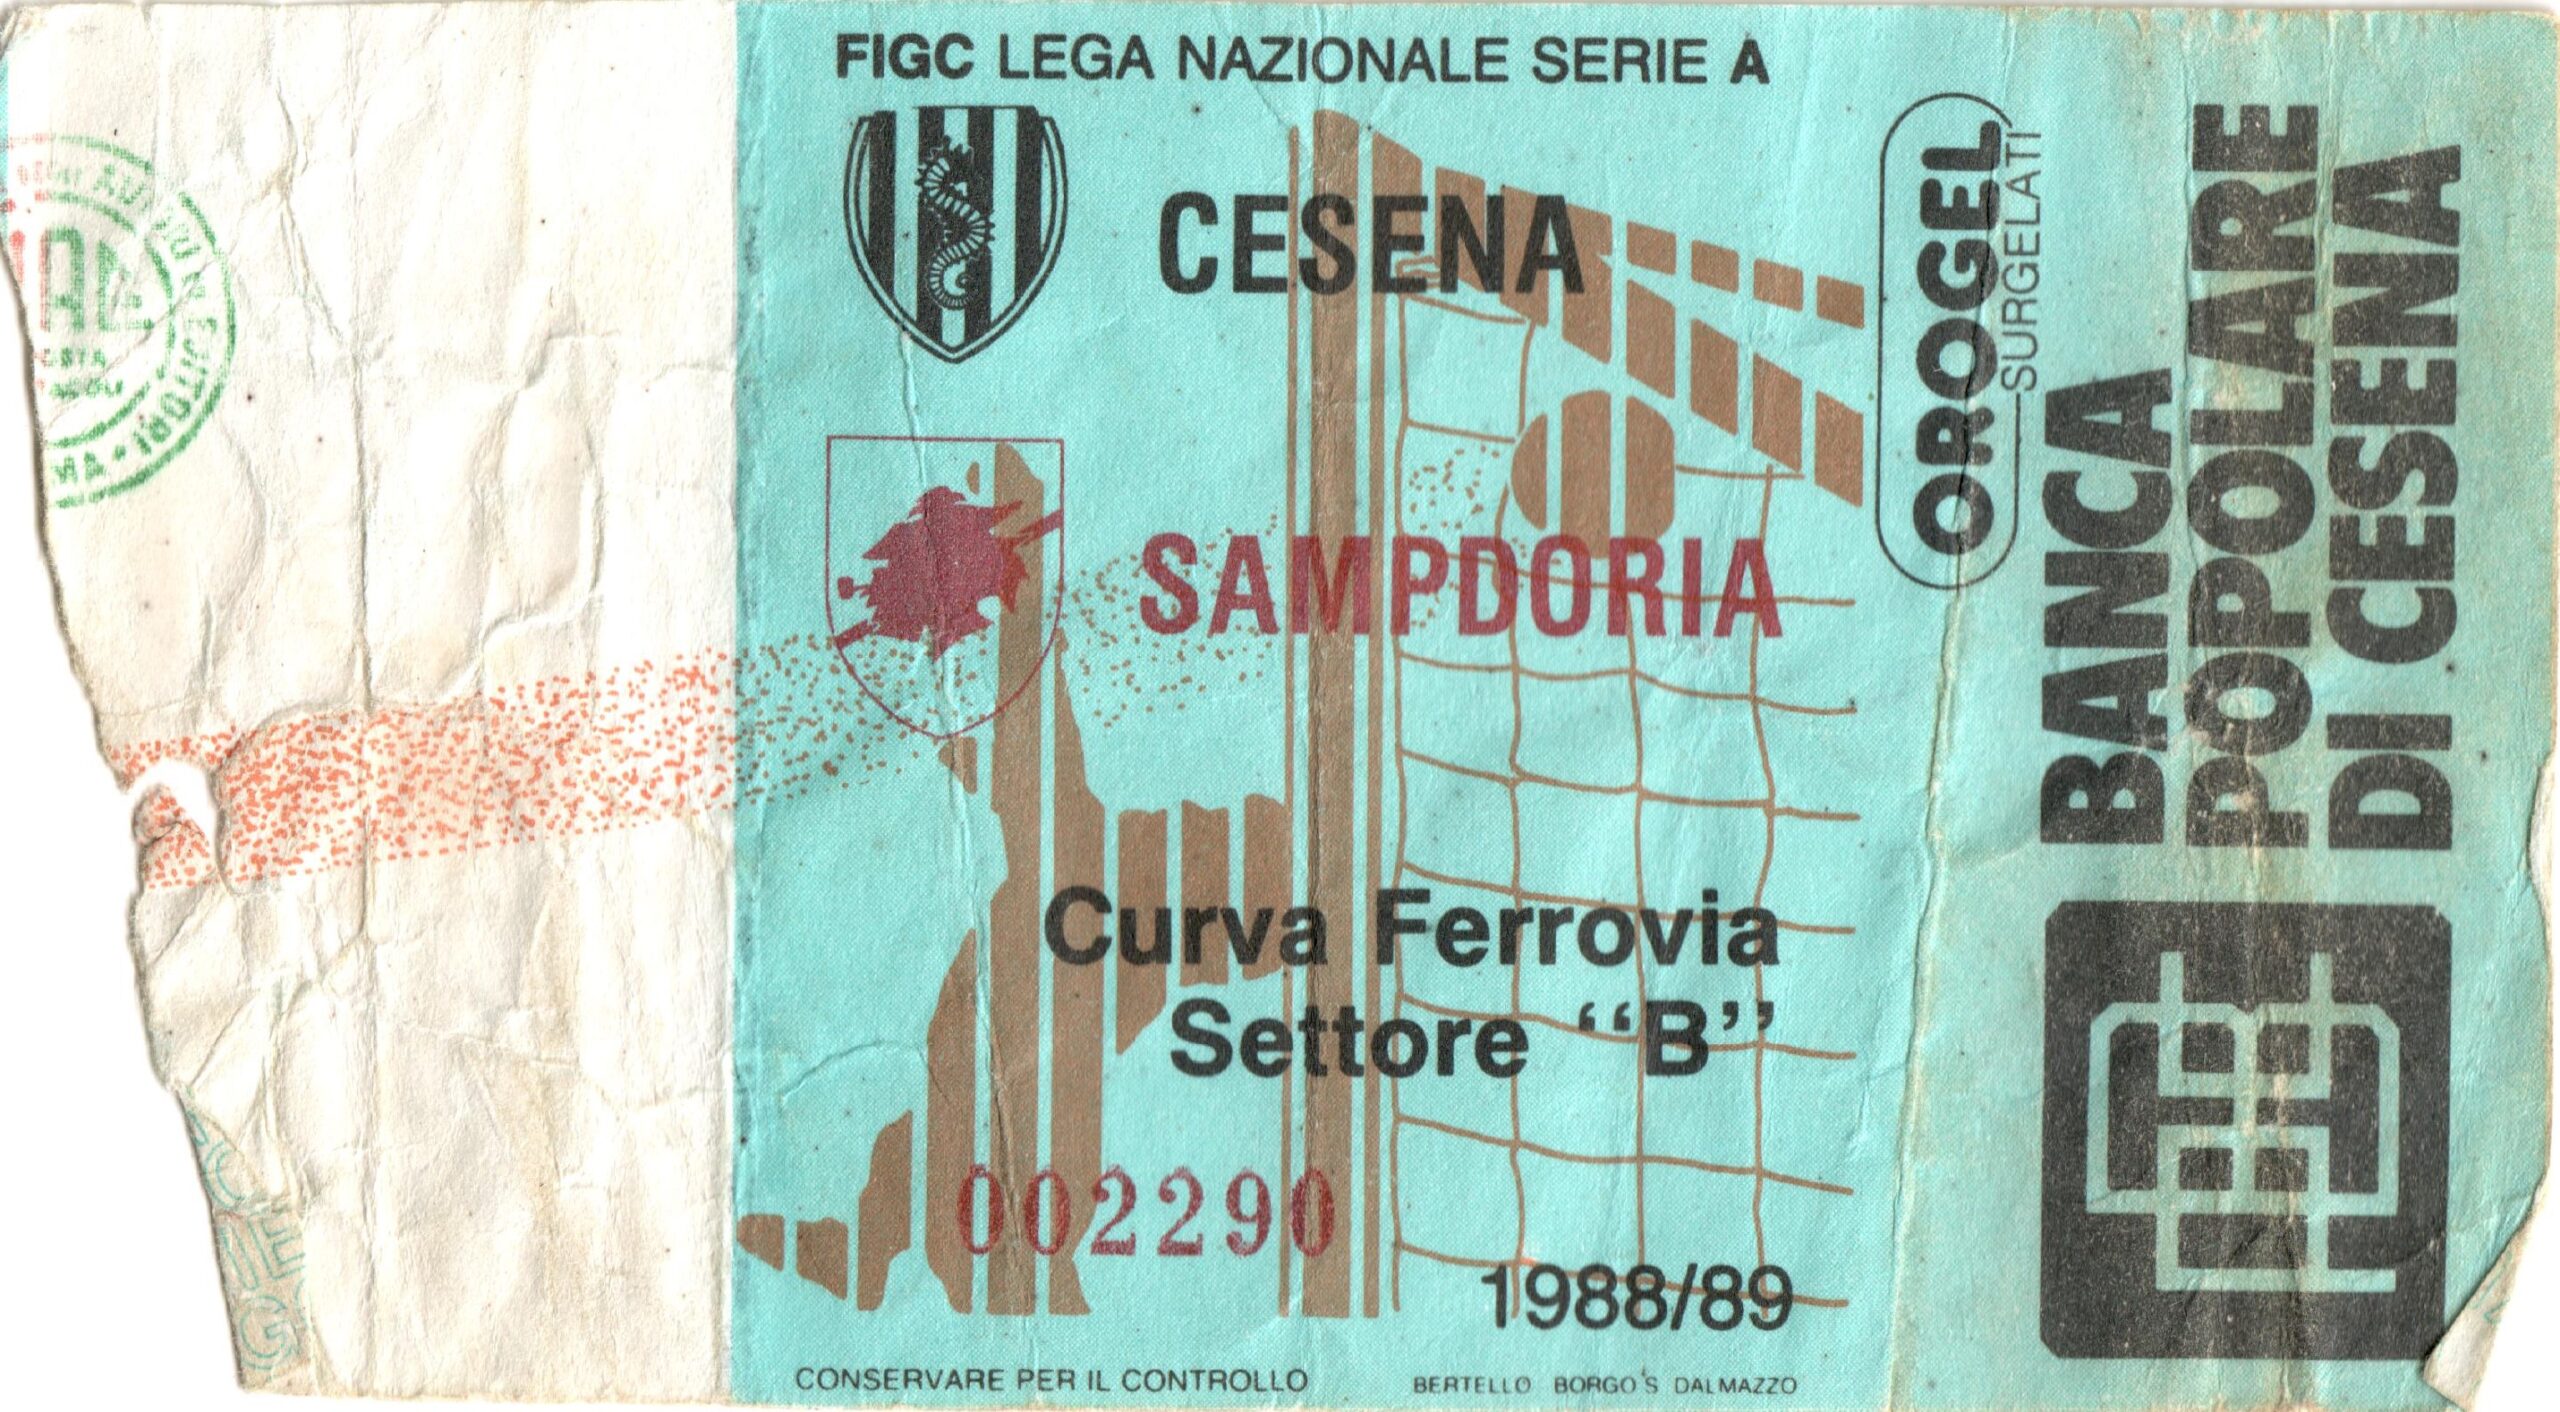 FIGC LEGA NAZIONALE SERIE A
CESENA
SAMPDORIA
Curva Ferrovia
Settore “B”
002290
1988/89
CONSERVARE PER IL CONTROLLO
BERTELLO BORGO'S DALMAZZO
OROGEL
SURGELATI
BANCA
POPOLARE
DI CESENA